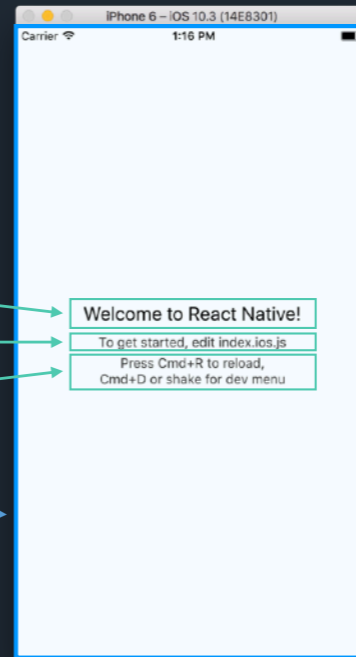 iPhone 6 – iOS 10.3 (14E8301)
Carrier 1:16 PM
Welcome to React Native!
To get started, edit index.ios.js
Press Cmd+R to reload,
Cmd+D or shake for dev menu